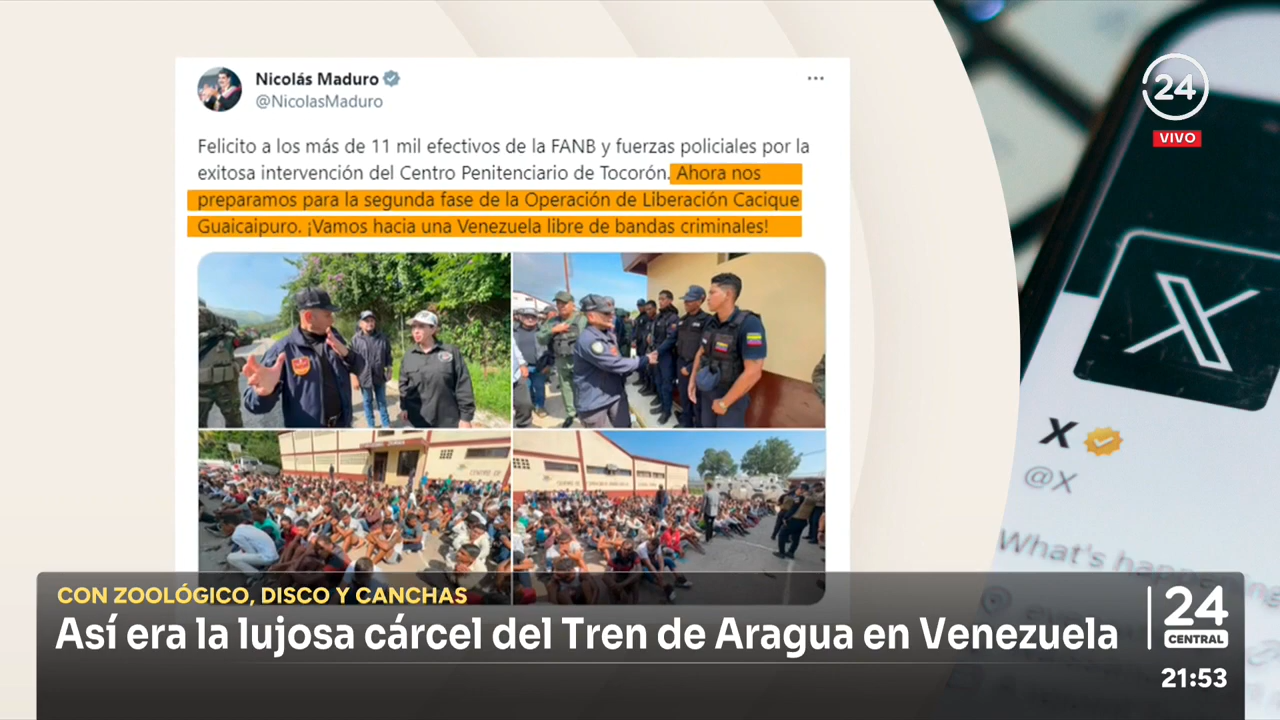 Nicolás Maduro
@NicolasMaduro
Felicito a los más de 11 mil efectivos de la FANB y fuerzas policiales por la
exitosa intervención del Centro Penitenciario de Tocorón. Ahora nos
preparamos para la segunda fase de la Operación de Liberación Cacique
Guaicaipuro. ¡Vamos hacia una Venezuela libre de bandas criminales!
24
VIVO
X
@X
What's happening
CON ZOOLÓGICO, DISCO Y CANCHAS
Así era la lujosa cárcel del Tren de Aragua en Venezuela
24
CENTRAL
21:53